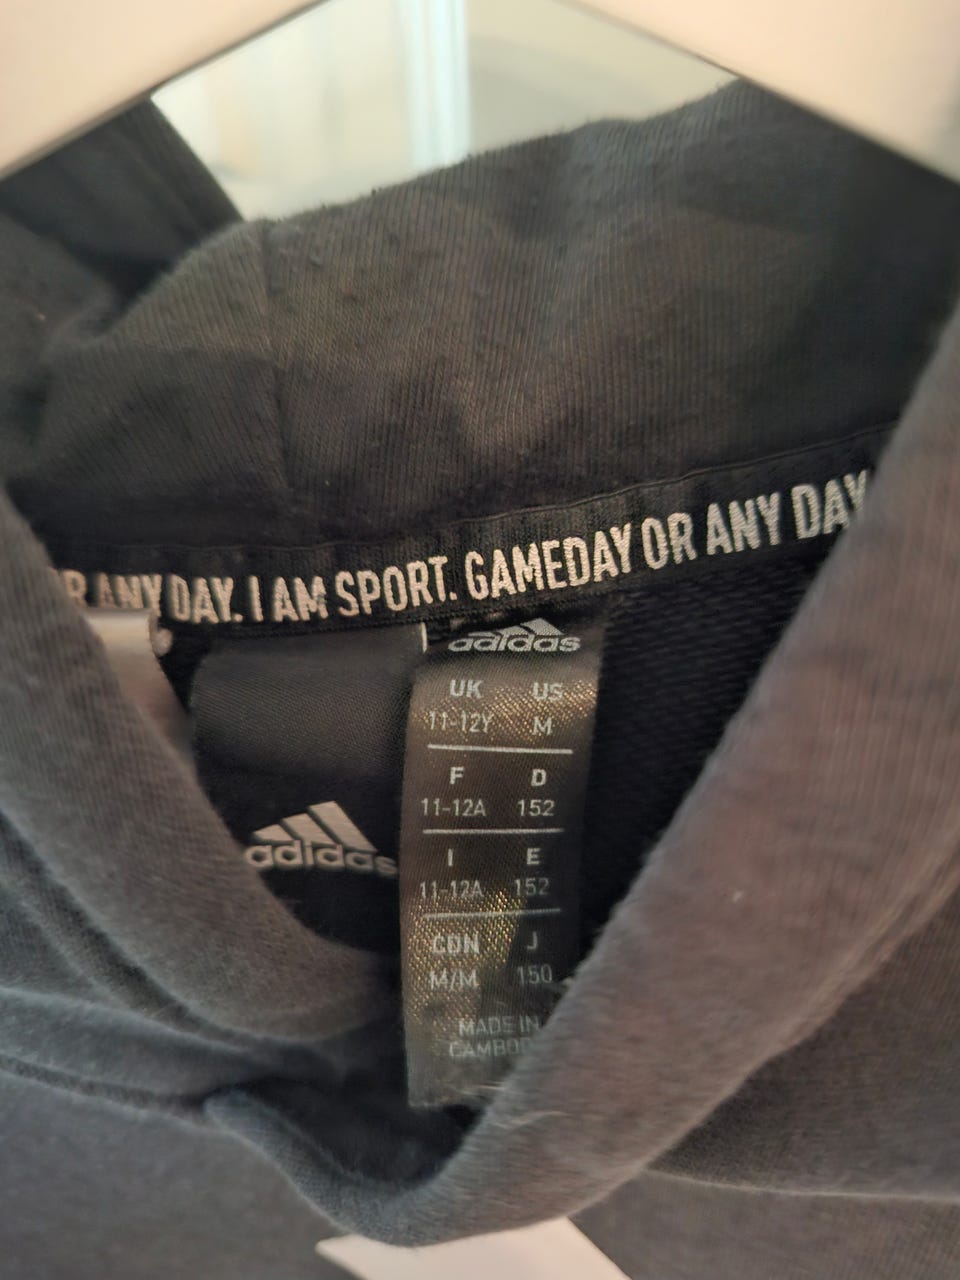 ANY DAY. I AM SPORT. GAMEDAY OR ANY DAY
adidas
UK US
11-12Y M
F D
11-12A 152
I E
11-12A 152
CDN J
M/M 150
MADE IN
adidas